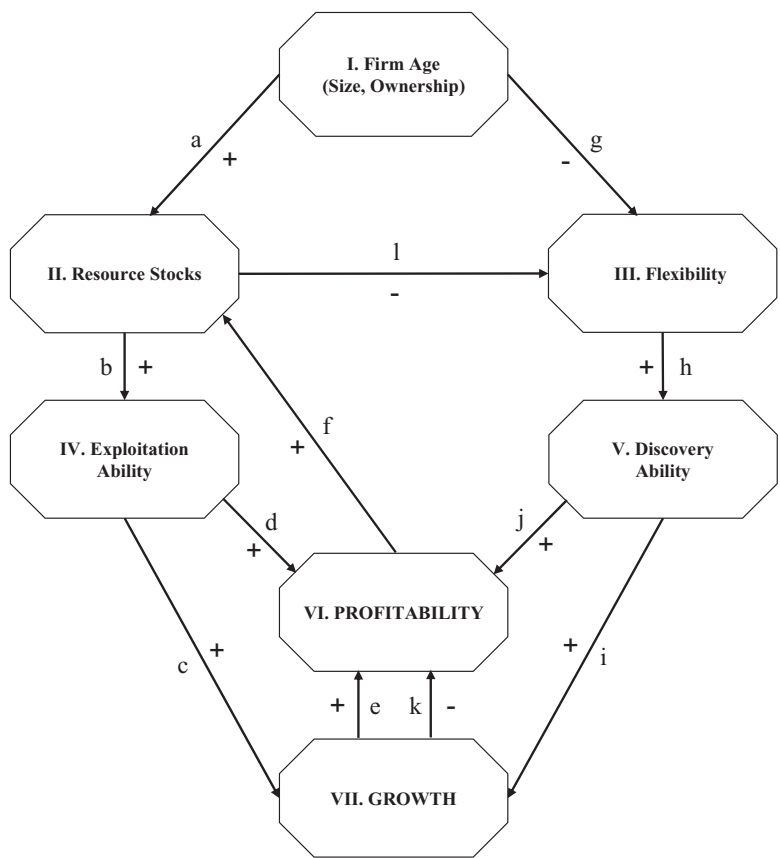 I. Firm Age
(Size, Ownership)
a
+
g
-
II. Resource Stocks
l
-
III. Flexibility
b
+
+
h
f
+
IV. Exploitation
Ability
V. Discovery
Ability
d
+
j
+
VI. PROFITABILITY
c
+
+
i
+
e
k
-
VII. GROWTH